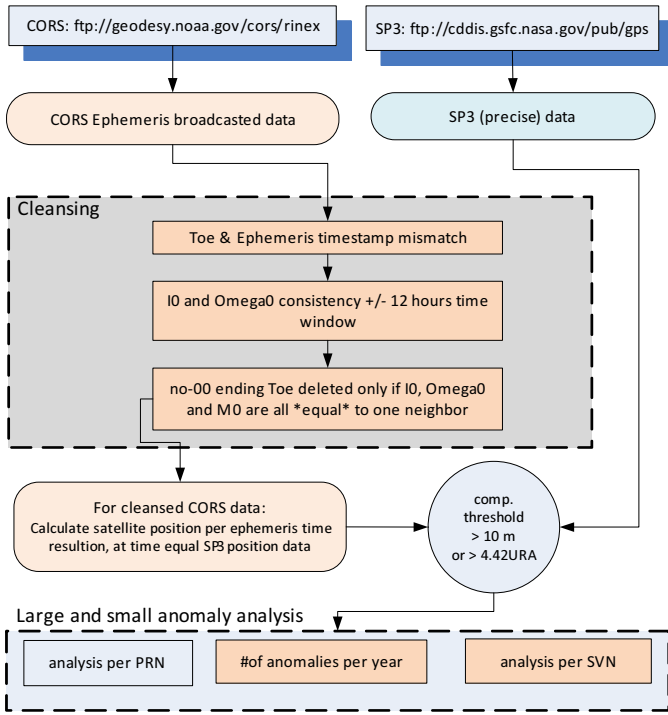 CORS: ftp://geodesy.noaa.gov/cors/rinex
SP3: ftp://cddis.gsfc.nasa.gov/pub/gps
CORS Ephemeris broadcasted data
SP3 (precise) data
Cleansing
Toe & Ephemeris timestamp mismatch
I0 and Omega0 consistency +/- 12 hours time
window
no-00 ending Toe deleted only if I0, Omega0
and M0 are all *equal* to one neighbor
For cleansed CORS data:
Calculate satellite position per ephemeris time
resultion, at time equal SP3 position data
comp.
threshold
> 10 m
or > 4.42URA
Large and small anomaly analysis
analysis per PRN
#of anomalies per year
analysis per SVN